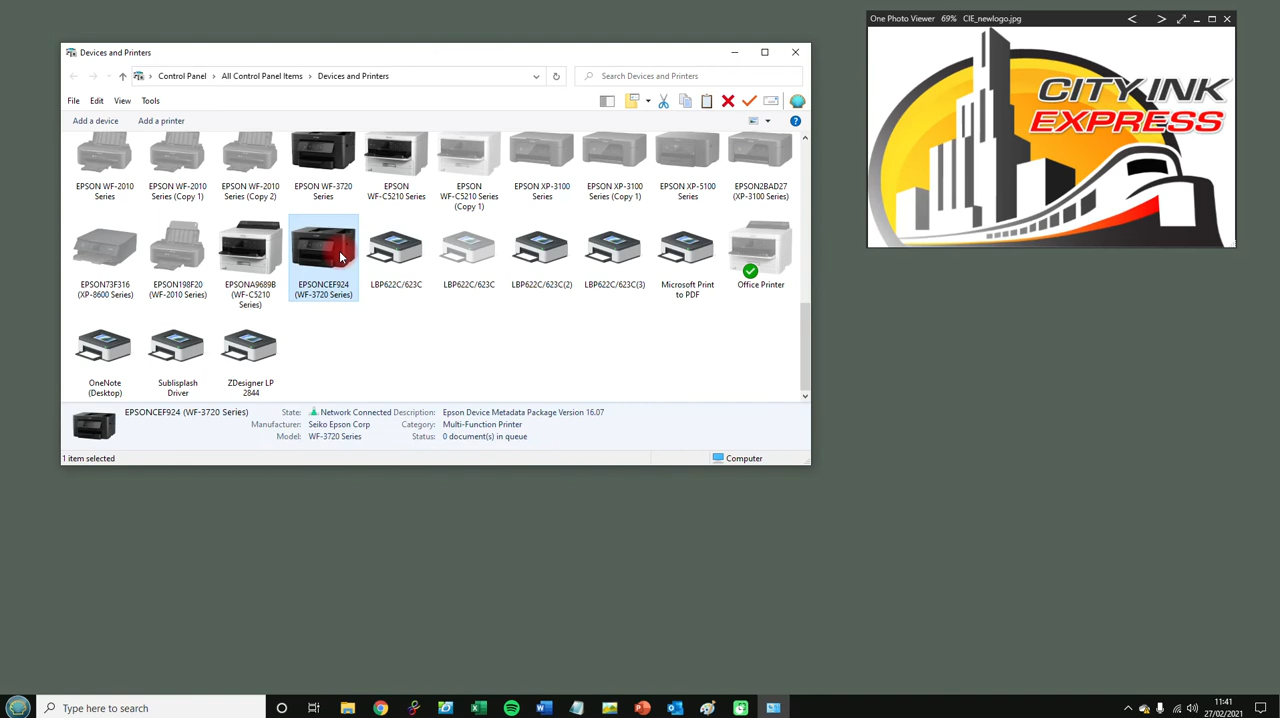 Devices and Printers
One Photo Viewer 69% CIE_newlogo.jpg
Control Panel All Control Panel Items Devices and Printers
Search Devices and Printers
File Edit View Tools
Add a device Add a printer
CITY INK
EXPRESS
EPSON WF-2010
Series
EPSON WF-2010
Series (Copy 1)
EPSON WF-2010
Series (Copy 2)
EPSON WF-3720
Series
EPSON
WF-C5210 Series
EPSON
WF-C5210 Series
(Copy 1)
EPSON XP-3100
Series
EPSON XP-3100
Series (Copy 1)
EPSON XP-5100
Series
EPSON2BAD27
(XP-3100 Series)
EPSON73F316
(XP-8600 Series)
EPSON198F20
(WF-2010 Series)
EPSONA9689B
(WF-C5210
Series)
EPSONCEF924
(WF-3720 Series)
LBP622C/623C
LBP622C/623C
LBP622C/623C(2)
LBP622C/623C(3)
Microsoft Print
to PDF
Office Printer
OneNote
(Desktop)
Sublisplash
Driver
ZDesigner LP
2844
EPSONCEF924 (WF-3720 Series) State: Network Connected Description: Epson Device Metadata Package Version 16.07
Manufacturer: Seiko Epson Corp Category: Multi-Function Printer
Model: WF-3720 Series Status: 0 document(s) in queue
1 item selected Computer
Type here to search
11:41
27/02/2021